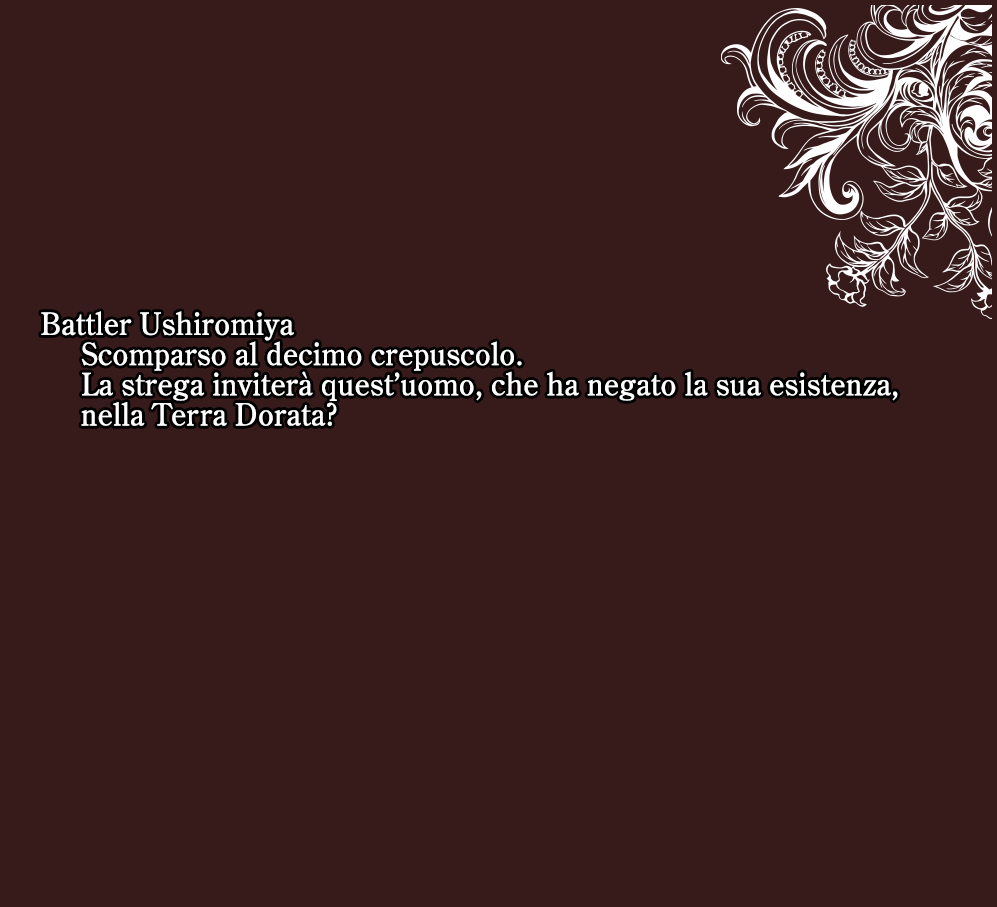 Battler Ushiromiya
Scomparso al decimo crepuscolo.
La strega inviterà quest’uomo, che ha negato la sua esistenza,
nella Terra Dorata?